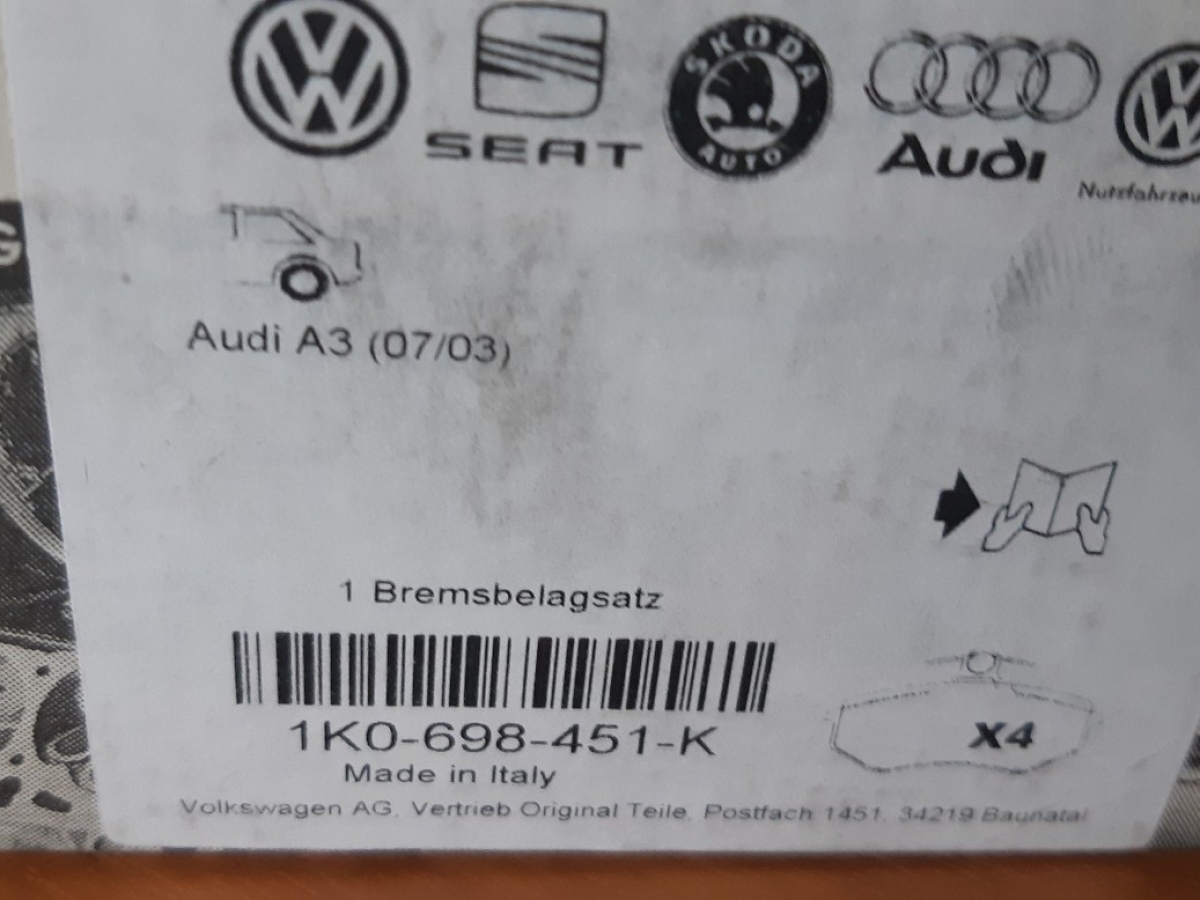 SEAT
SKODA
AUTO
Audi
G
Audi A3 (07/03)
1 Bremsbelagsatz
1K0-698-451-K
X4
Made in Italy
Volkswagen AG, Vertrieb Original Teile, Postfach 1451, 34219 Baunatal